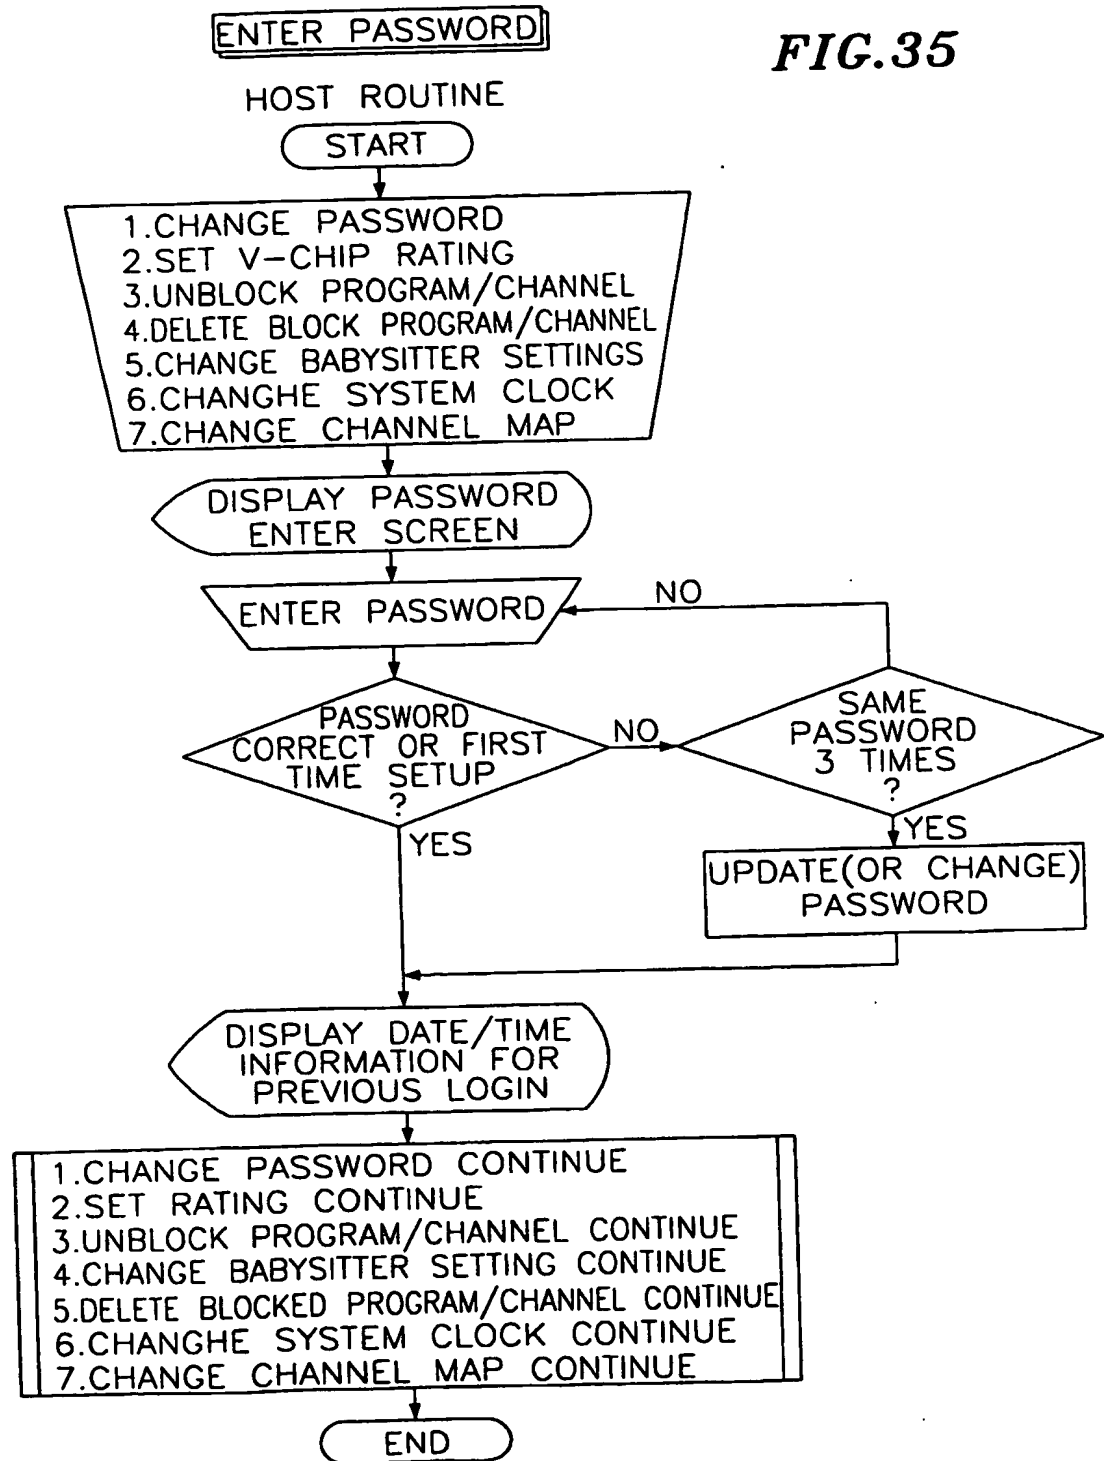 ENTER PASSWORD
FIG.35
HOST ROUTINE
START
1.CHANGE PASSWORD
2.SET V-CHIP RATING
3.UNBLOCK PROGRAM/CHANNEL
4.DELETE BLOCK PROGRAM/CHANNEL
5.CHANGE BABYSITTER SETTINGS
6.CHANGHE SYSTEM CLOCK
7.CHANGE CHANNEL MAP
DISPLAY PASSWORD
ENTER SCREEN
ENTER PASSWORD
NO
PASSWORD
CORRECT OR FIRST
TIME SETUP
?
NO
SAME
PASSWORD
3 TIMES
?
YES
YES
UPDATE(OR CHANGE)
PASSWORD
DISPLAY DATE/TIME
INFORMATION FOR
PREVIOUS LOGIN
1.CHANGE PASSWORD CONTINUE
2.SET RATING CONTINUE
3.UNBLOCK PROGRAM/CHANNEL CONTINUE
4.CHANGE BABYSITTER SETTING CONTINUE
5.DELETE BLOCKED PROGRAM/CHANNEL CONTINUE
6.CHANGHE SYSTEM CLOCK CONTINUE
7.CHANGE CHANNEL MAP CONTINUE
END